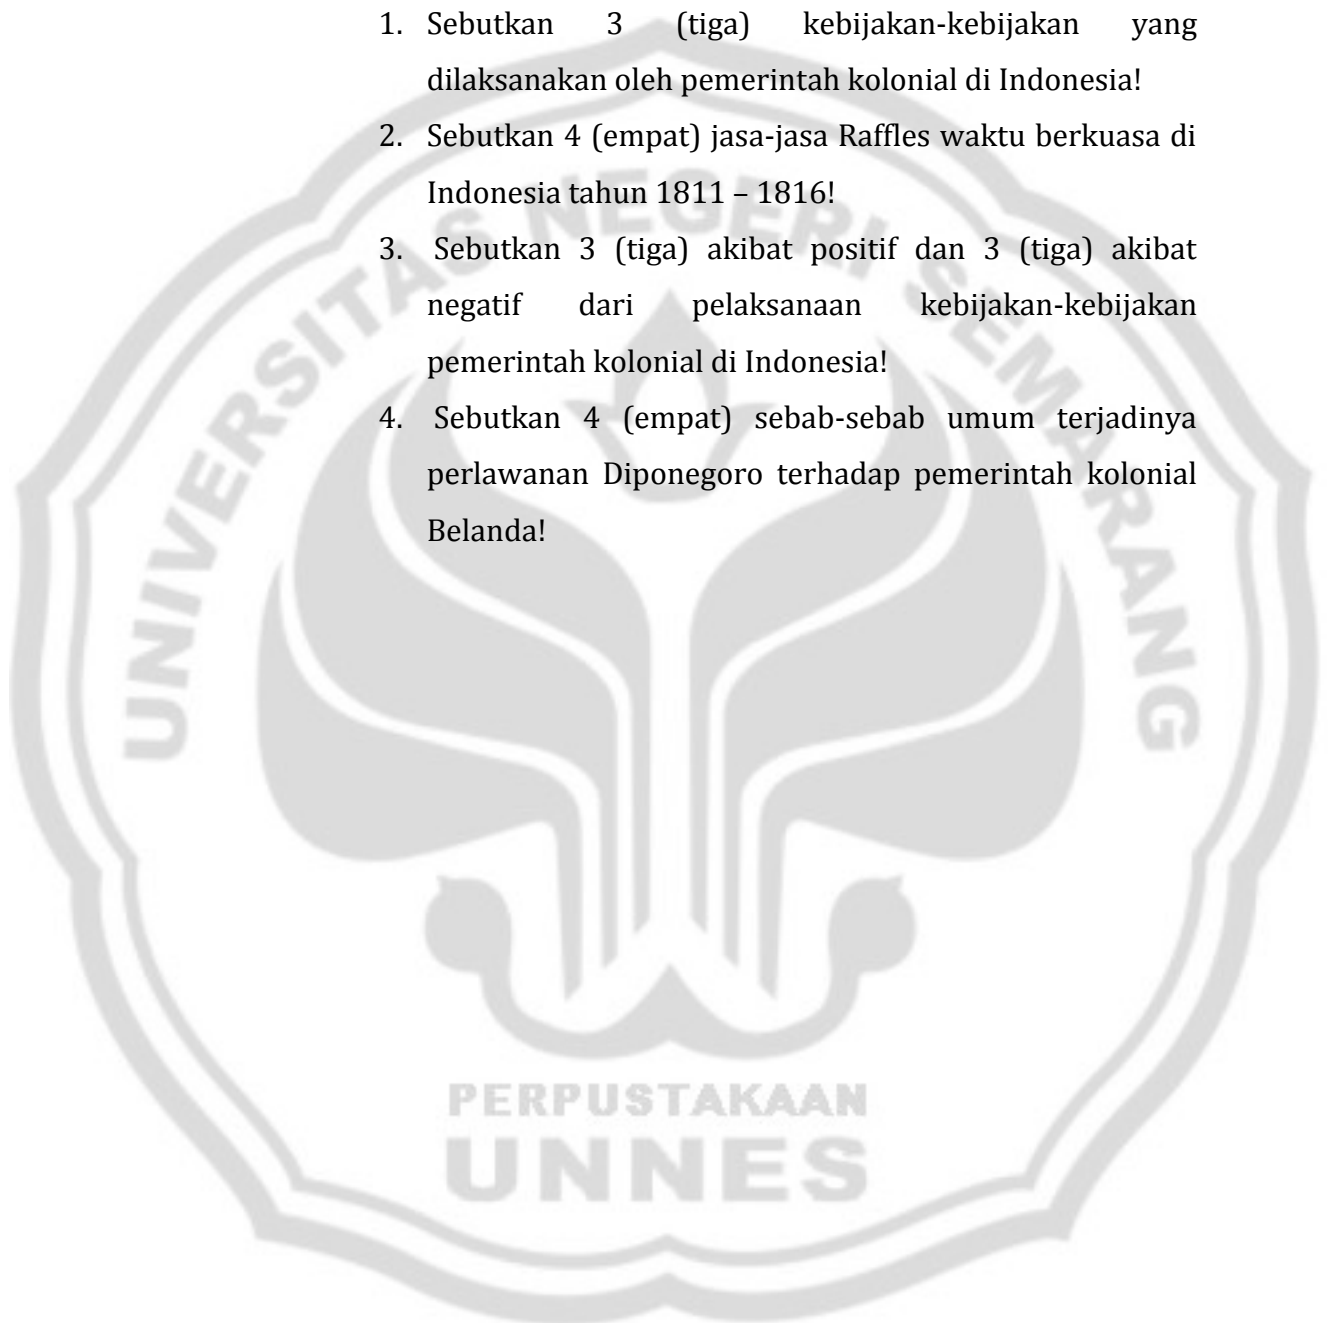 1. Sebutkan 3 (tiga) kebijakan-kebijakan yang
dilaksanakan oleh pemerintah kolonial di Indonesia!
2. Sebutkan 4 (empat) jasa-jasa Raffles waktu berkuasa di
Indonesia tahun 1811 – 1816!
3. Sebutkan 3 (tiga) akibat positif dan 3 (tiga) akibat
negatif dari pelaksanaan kebijakan-kebijakan
pemerintah kolonial di Indonesia!
4. Sebutkan 4 (empat) sebab-sebab umum terjadinya
perlawanan Diponegoro terhadap pemerintah kolonial
Belanda!
UNIVERSITAS NEGERI SEMARANG
PERPUSTAKAAN
UNNES